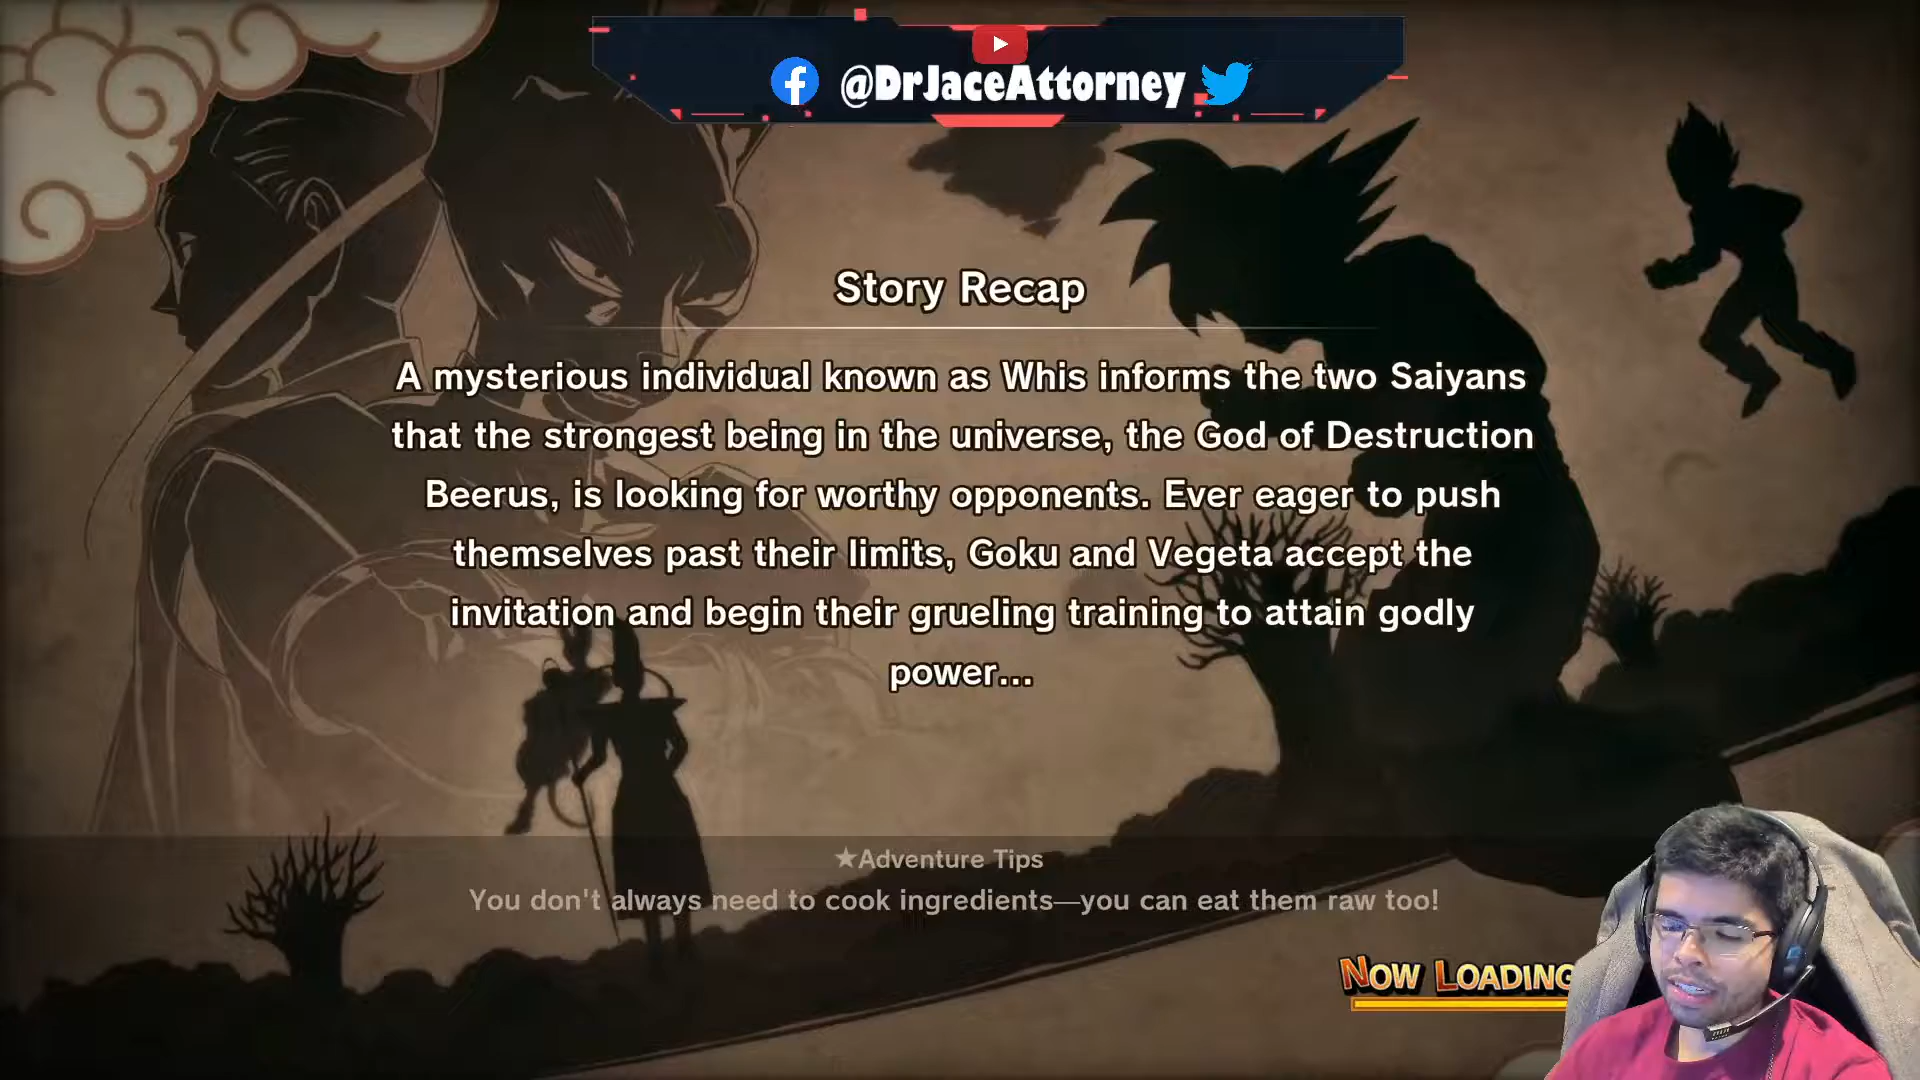 @DrJaceAttorney
Story Recap
A mysterious individual known as Whis informs the two Saiyans
that the strongest being in the universe, the God of Destruction
Beerus, is looking for worthy opponents. Ever eager to push
themselves past their limits, Goku and Vegeta accept the
invitation and begin their grueling training to attain godly
power...
★Adventure Tips
You don't always need to cook ingredients—you can eat them raw too!
NOW LOADING